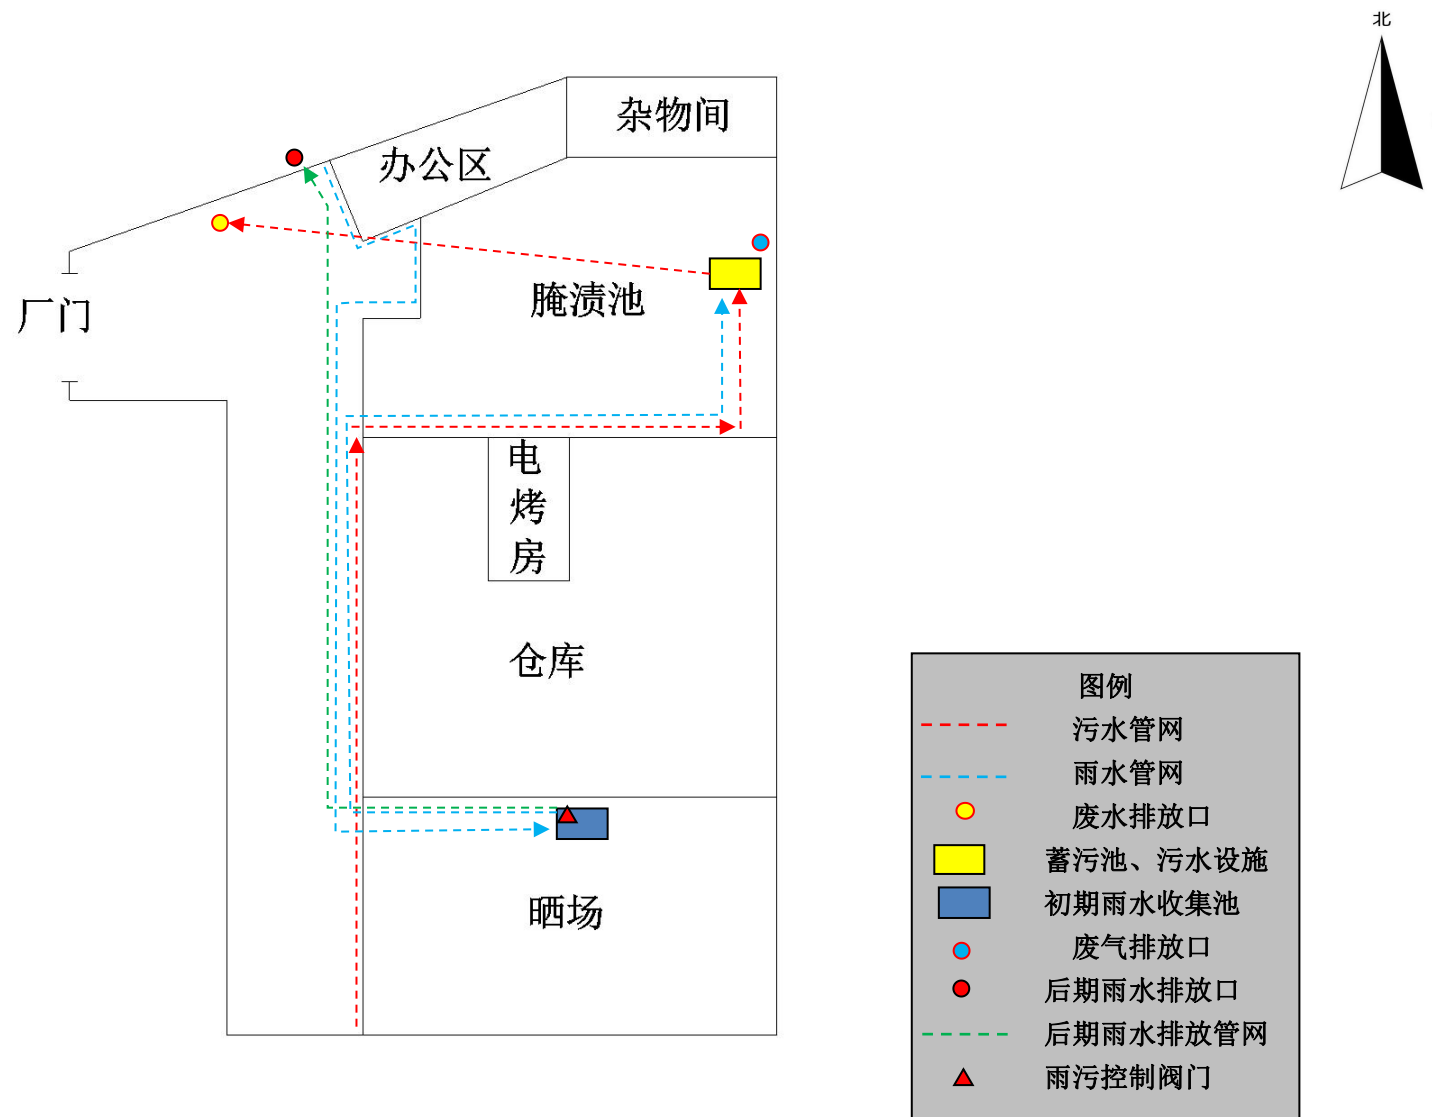 北
杂物间
办公区
厂门
腌渍池
电
烤
房
仓库
晒场
图例
污水管网
雨水管网
废水排放口
蓄污池、污水设施
初期雨水收集池
废气排放口
后期雨水排放口
后期雨水排放管网
雨污控制阀门